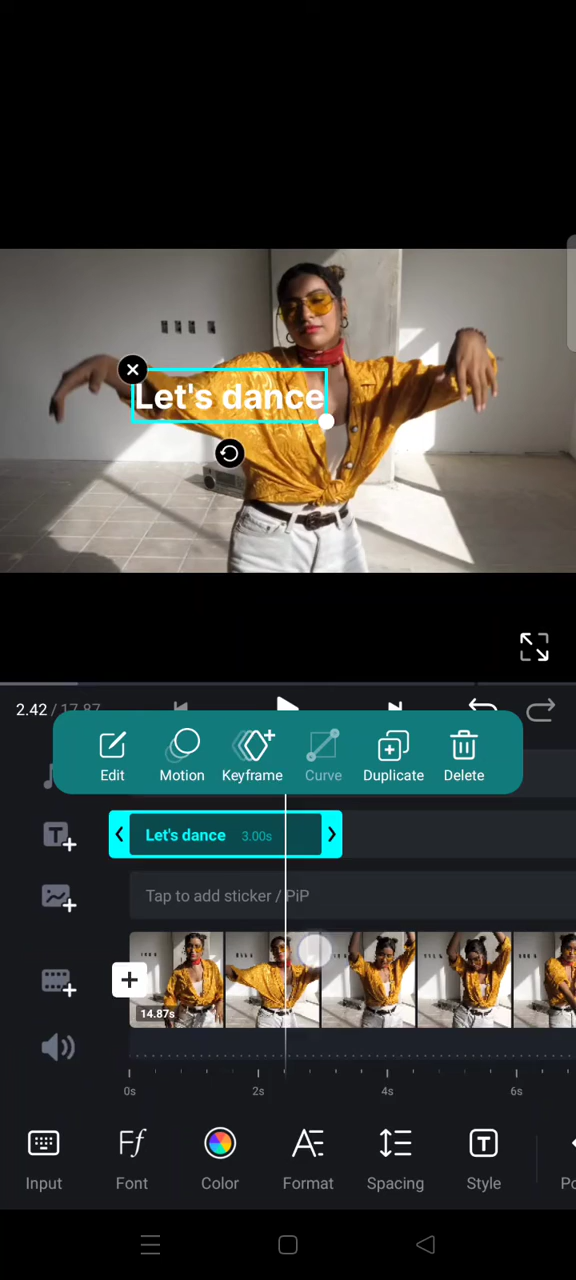 Let's dance
2.42 / 17.87
Edit
Motion
Keyframe
Curve
Duplicate
Delete
Let's dance 3.00s
Tap to add sticker / PiP
14.87s
0s
2s
4s
6s
Input
Font
Color
Format
Spacing
Style